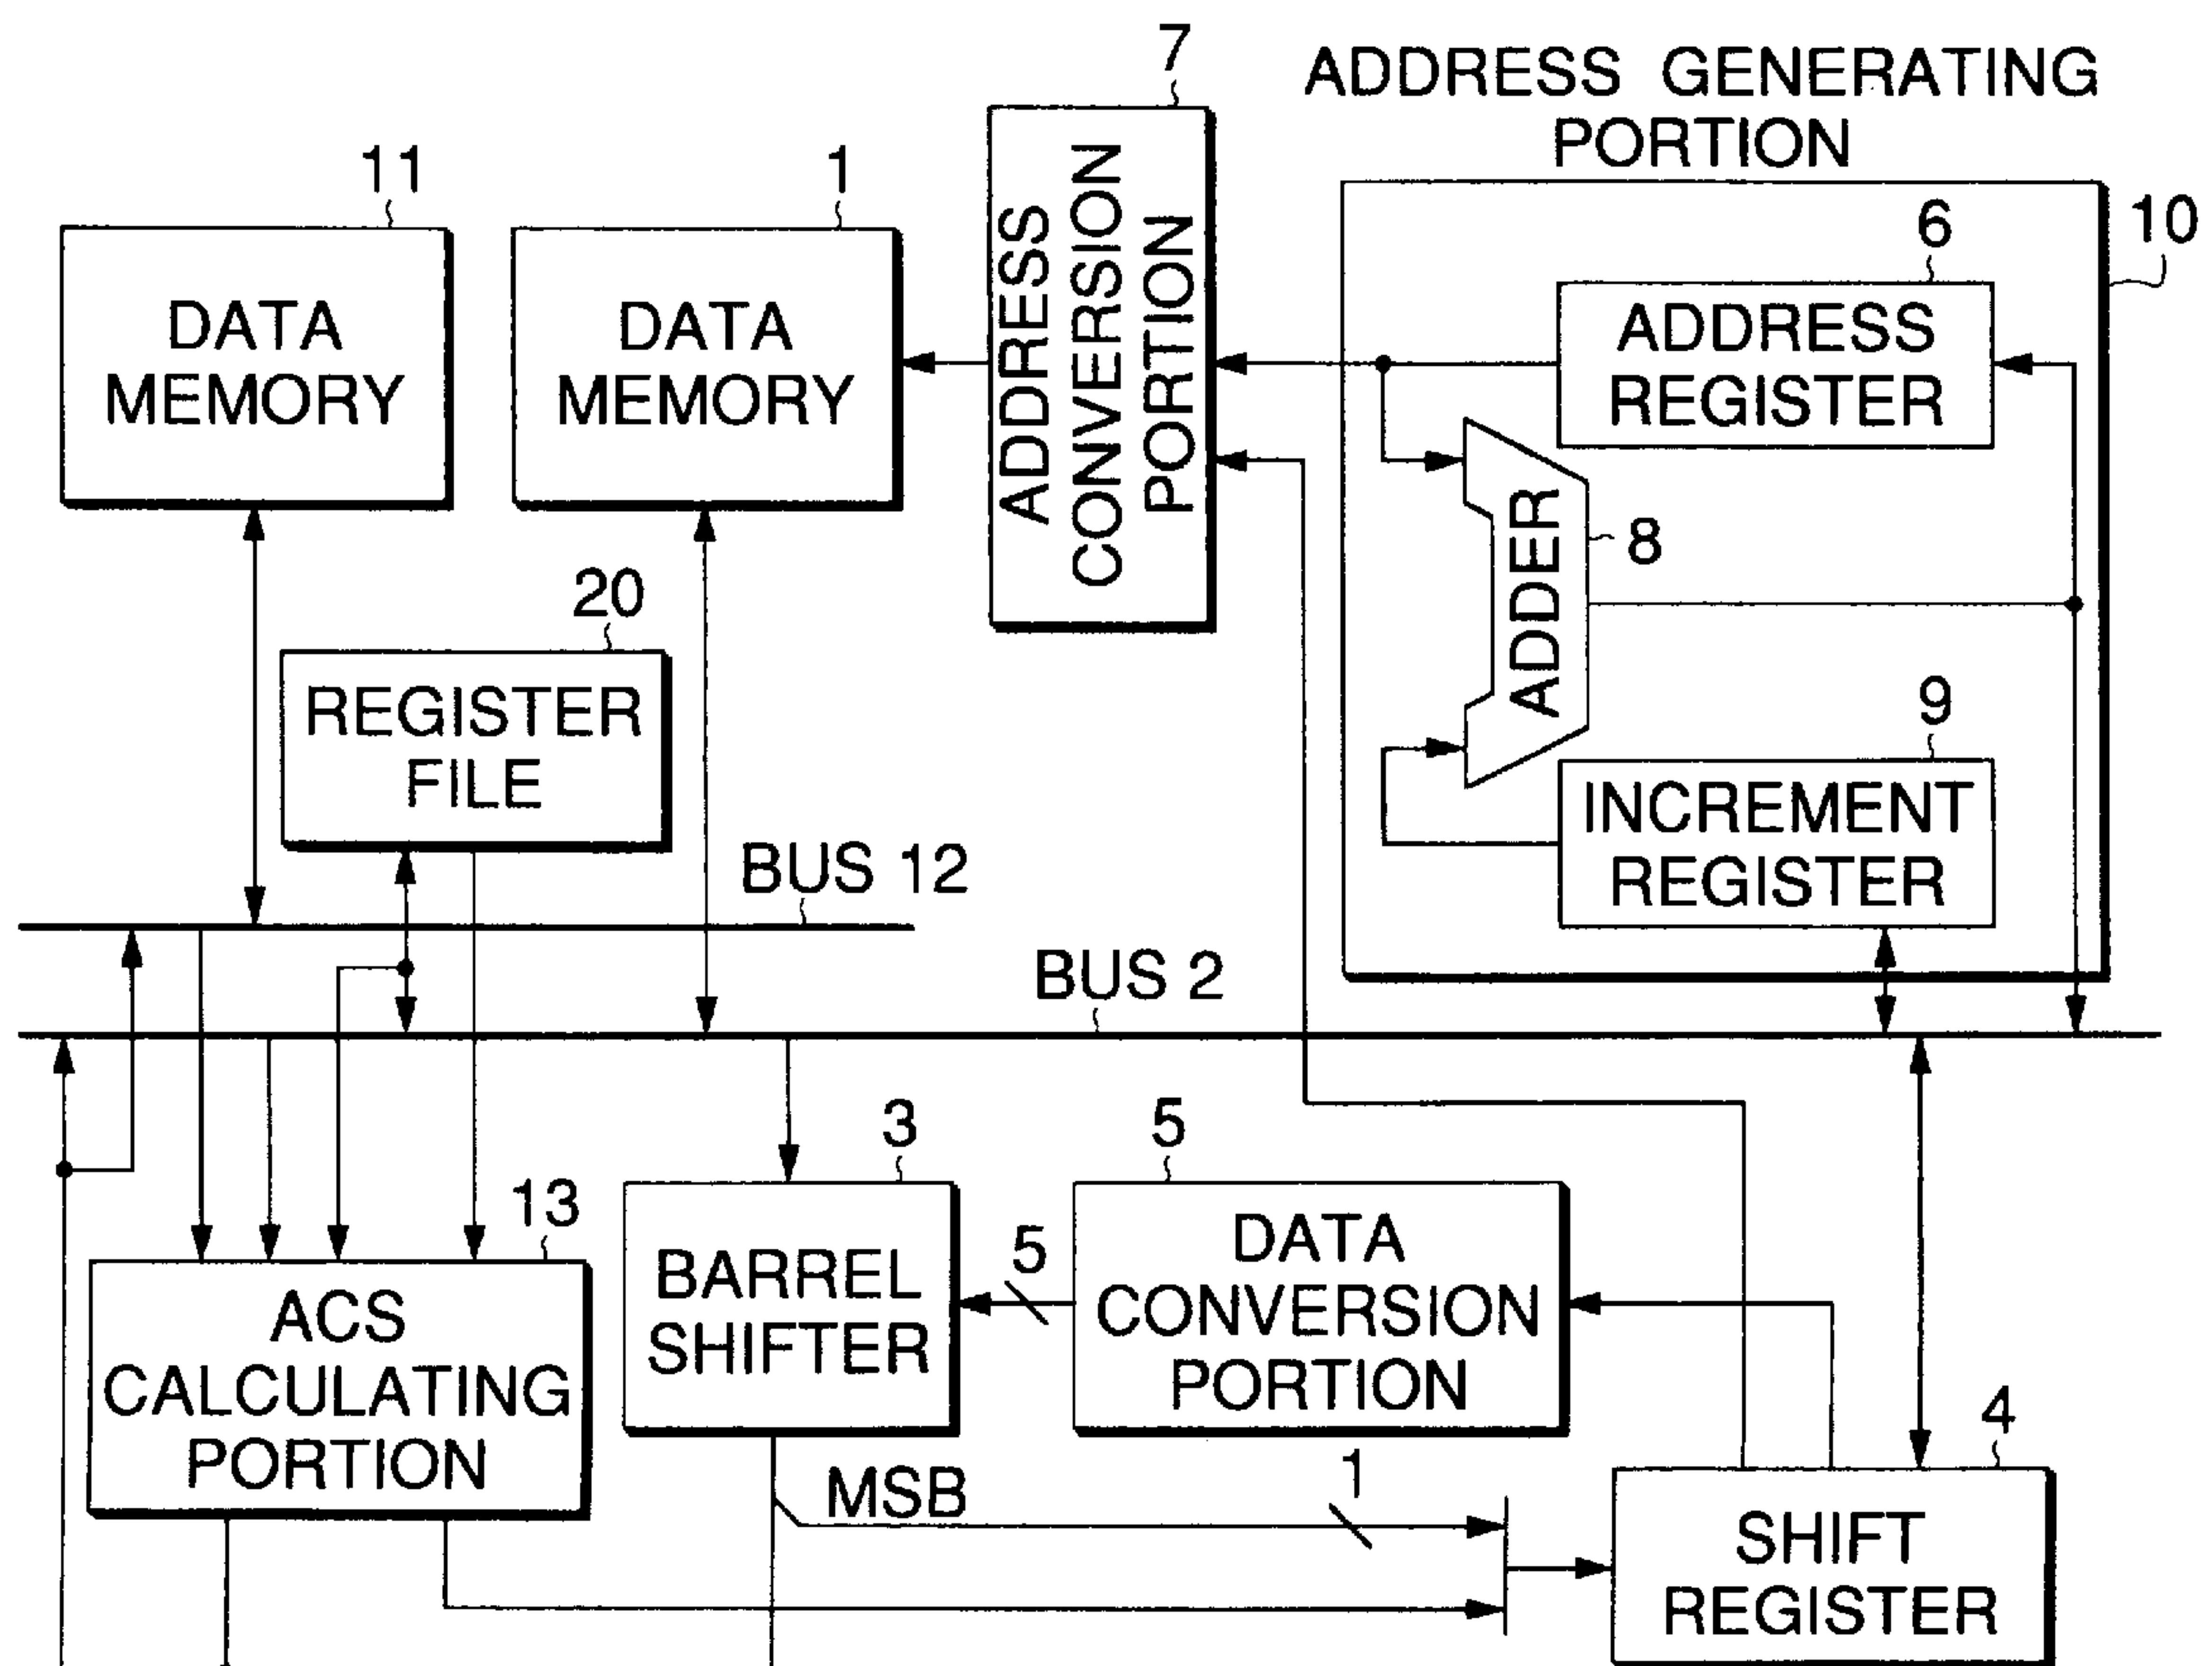 7
ADDRESS GENERATING
PORTION
11
1
10
6
DATA
MEMORY
DATA
MEMORY
ADDRESS
CONVERSION
PORTION
ADDRESS
REGISTER
ADDER
8
20
REGISTER
FILE
9
INCREMENT
REGISTER
BUS 12
BUS 2
3
5
13
5
BARREL
SHIFTER
DATA
CONVERSION
PORTION
ACS
CALCULATING
PORTION
4
MSB
1
SHIFT
REGISTER